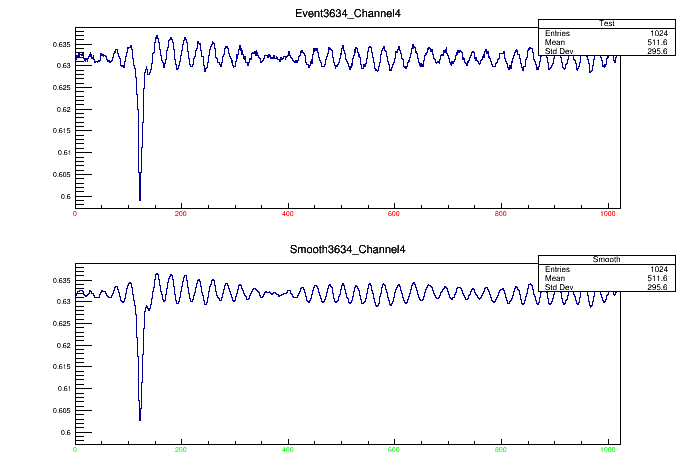 Event3634_Channel4
Test
Entries 1024
Mean 511.6
Std Dev 295.6
0.635
0.63
0.625
0.62
0.615
0.61
0.605
0.6
0 200 400 600 800 1000
Smooth3634_Channel4
Smooth
Entries 1024
Mean 511.6
Std Dev 295.6
0.635
0.63
0.625
0.62
0.615
0.61
0.605
0.6
0 200 400 600 800 1000